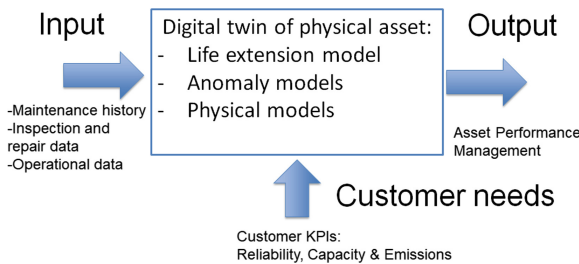 Input
-Maintenance history
-Inspection and
repair data
-Operational data
Digital twin of physical asset:
- Life extension model
- Anomaly models
- Physical models
Output
Asset Performance
Management
Customer needs
Customer KPIs:
Reliability, Capacity & Emissions